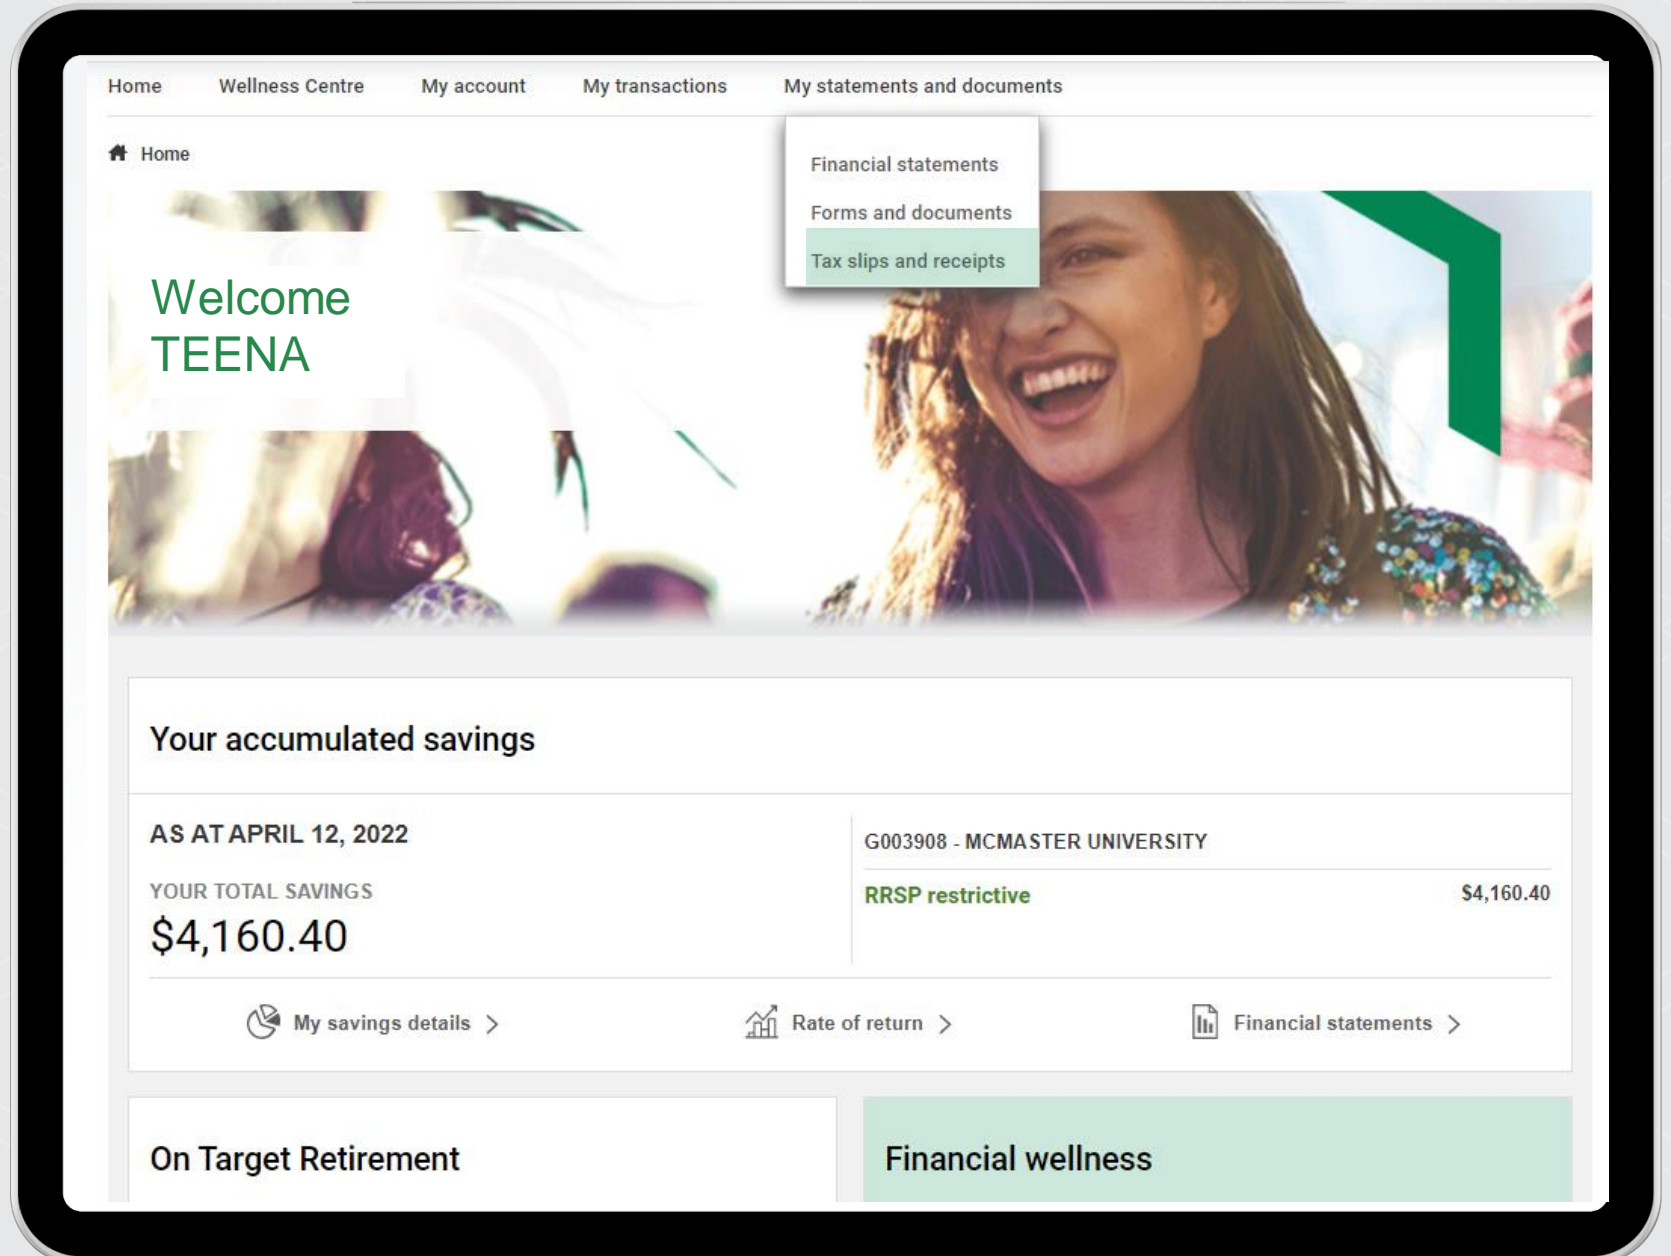 Home Wellness Centre My account My transactions My statements and documents
Home
Financial statements
Forms and documents
Tax slips and receipts
Welcome
TEENA
Your accumulated savings
AS AT APRIL 12, 2022
YOUR TOTAL SAVINGS
$4,160.40
G003908 - MCMASTER UNIVERSITY
RRSP restrictive $4,160.40
My savings details Rate of return Financial statements
On Target Retirement
Financial wellness